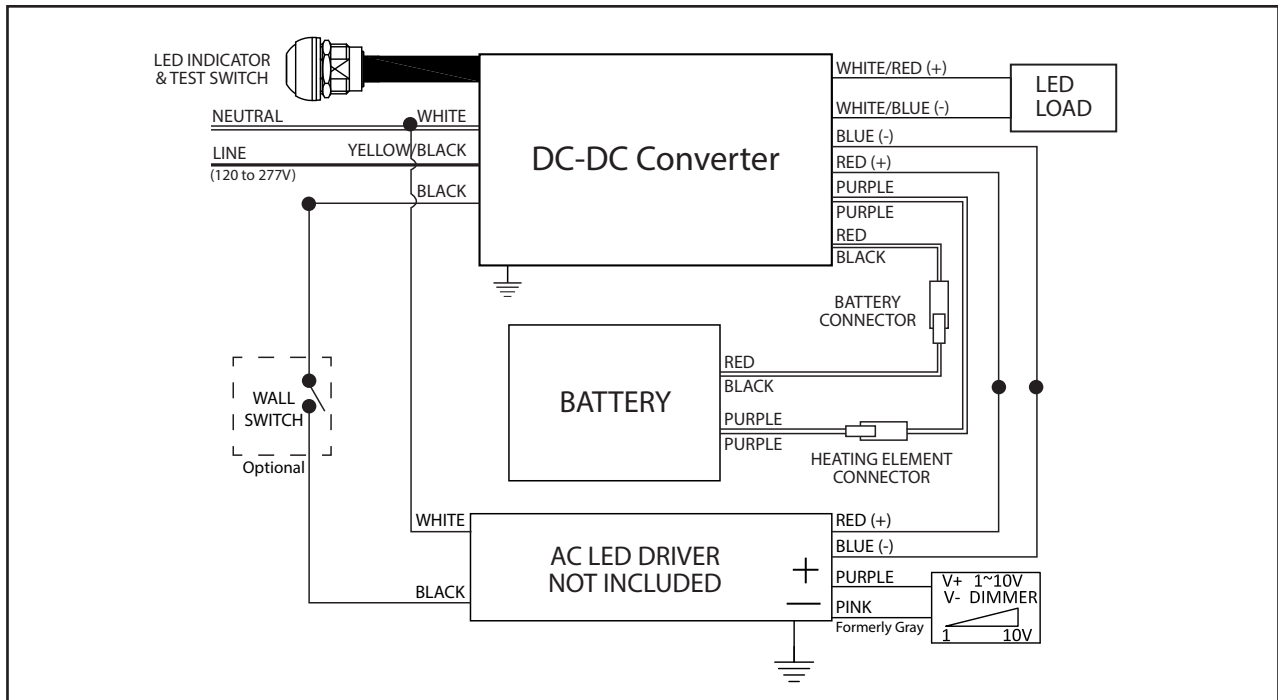 LED INDICATOR
& TEST SWITCH
NEUTRAL
WHITE
LINE
(120 to 277V)
YELLOW/BLACK
BLACK
DC-DC Converter
WHITE/RED (+)
WHITE/BLUE (-)
LED
LOAD
BLUE (-)
RED (+)
PURPLE
PURPLE
RED
BLACK
BATTERY
CONNECTOR
BATTERY
RED
BLACK
PURPLE
PURPLE
HEATING ELEMENT
CONNECTOR
WALL
SWITCH
Optional
WHITE
BLACK
AC LED DRIVER
NOT INCLUDED
+
—
RED (+)
BLUE (-)
PURPLE
PINK
Formerly Gray
V+ 1~10V
V- DIMMER
1 10V